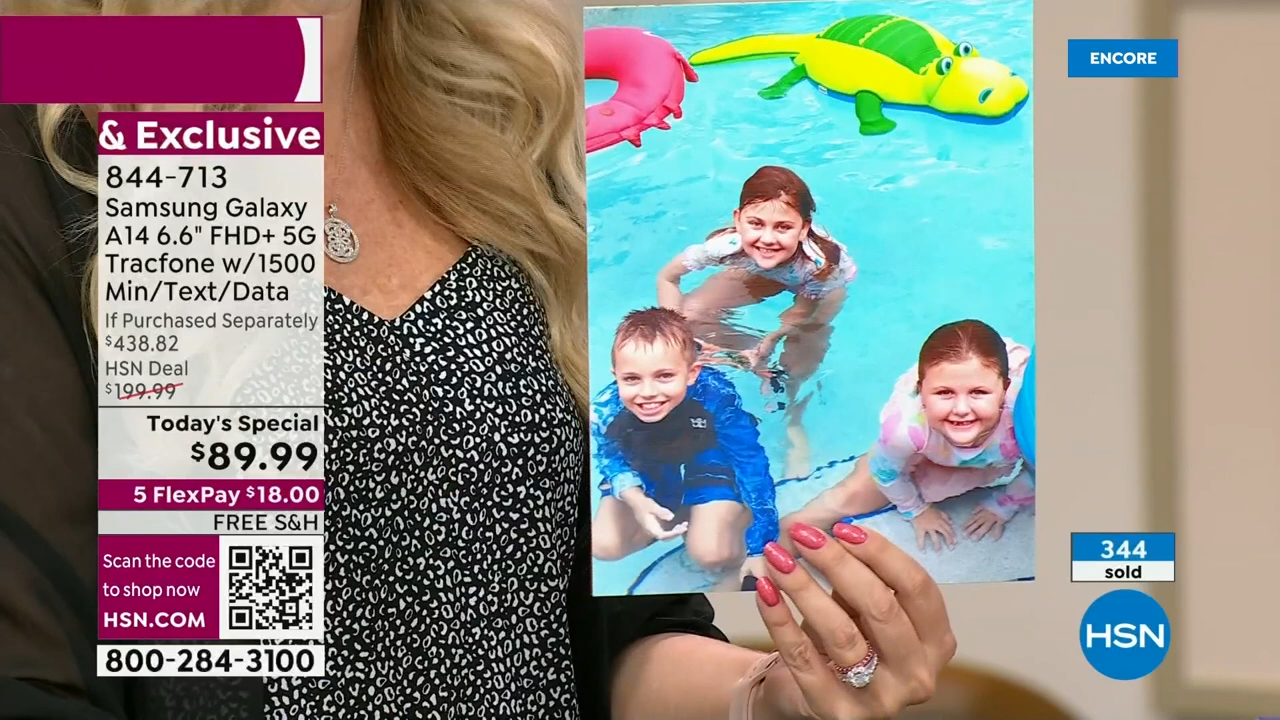 & Exclusive
844-713
Samsung Galaxy
A14 6.6" FHD+ 5G
Tracfone w/1500
Min/Text/Data
If Purchased Separately
$438.82
HSN Deal
$199.99
Today's Special
$89.99
5 FlexPay $18.00
FREE S&H
Scan the code
to shop now
HSN.COM
800-284-3100
ENCORE
344
sold
HSN